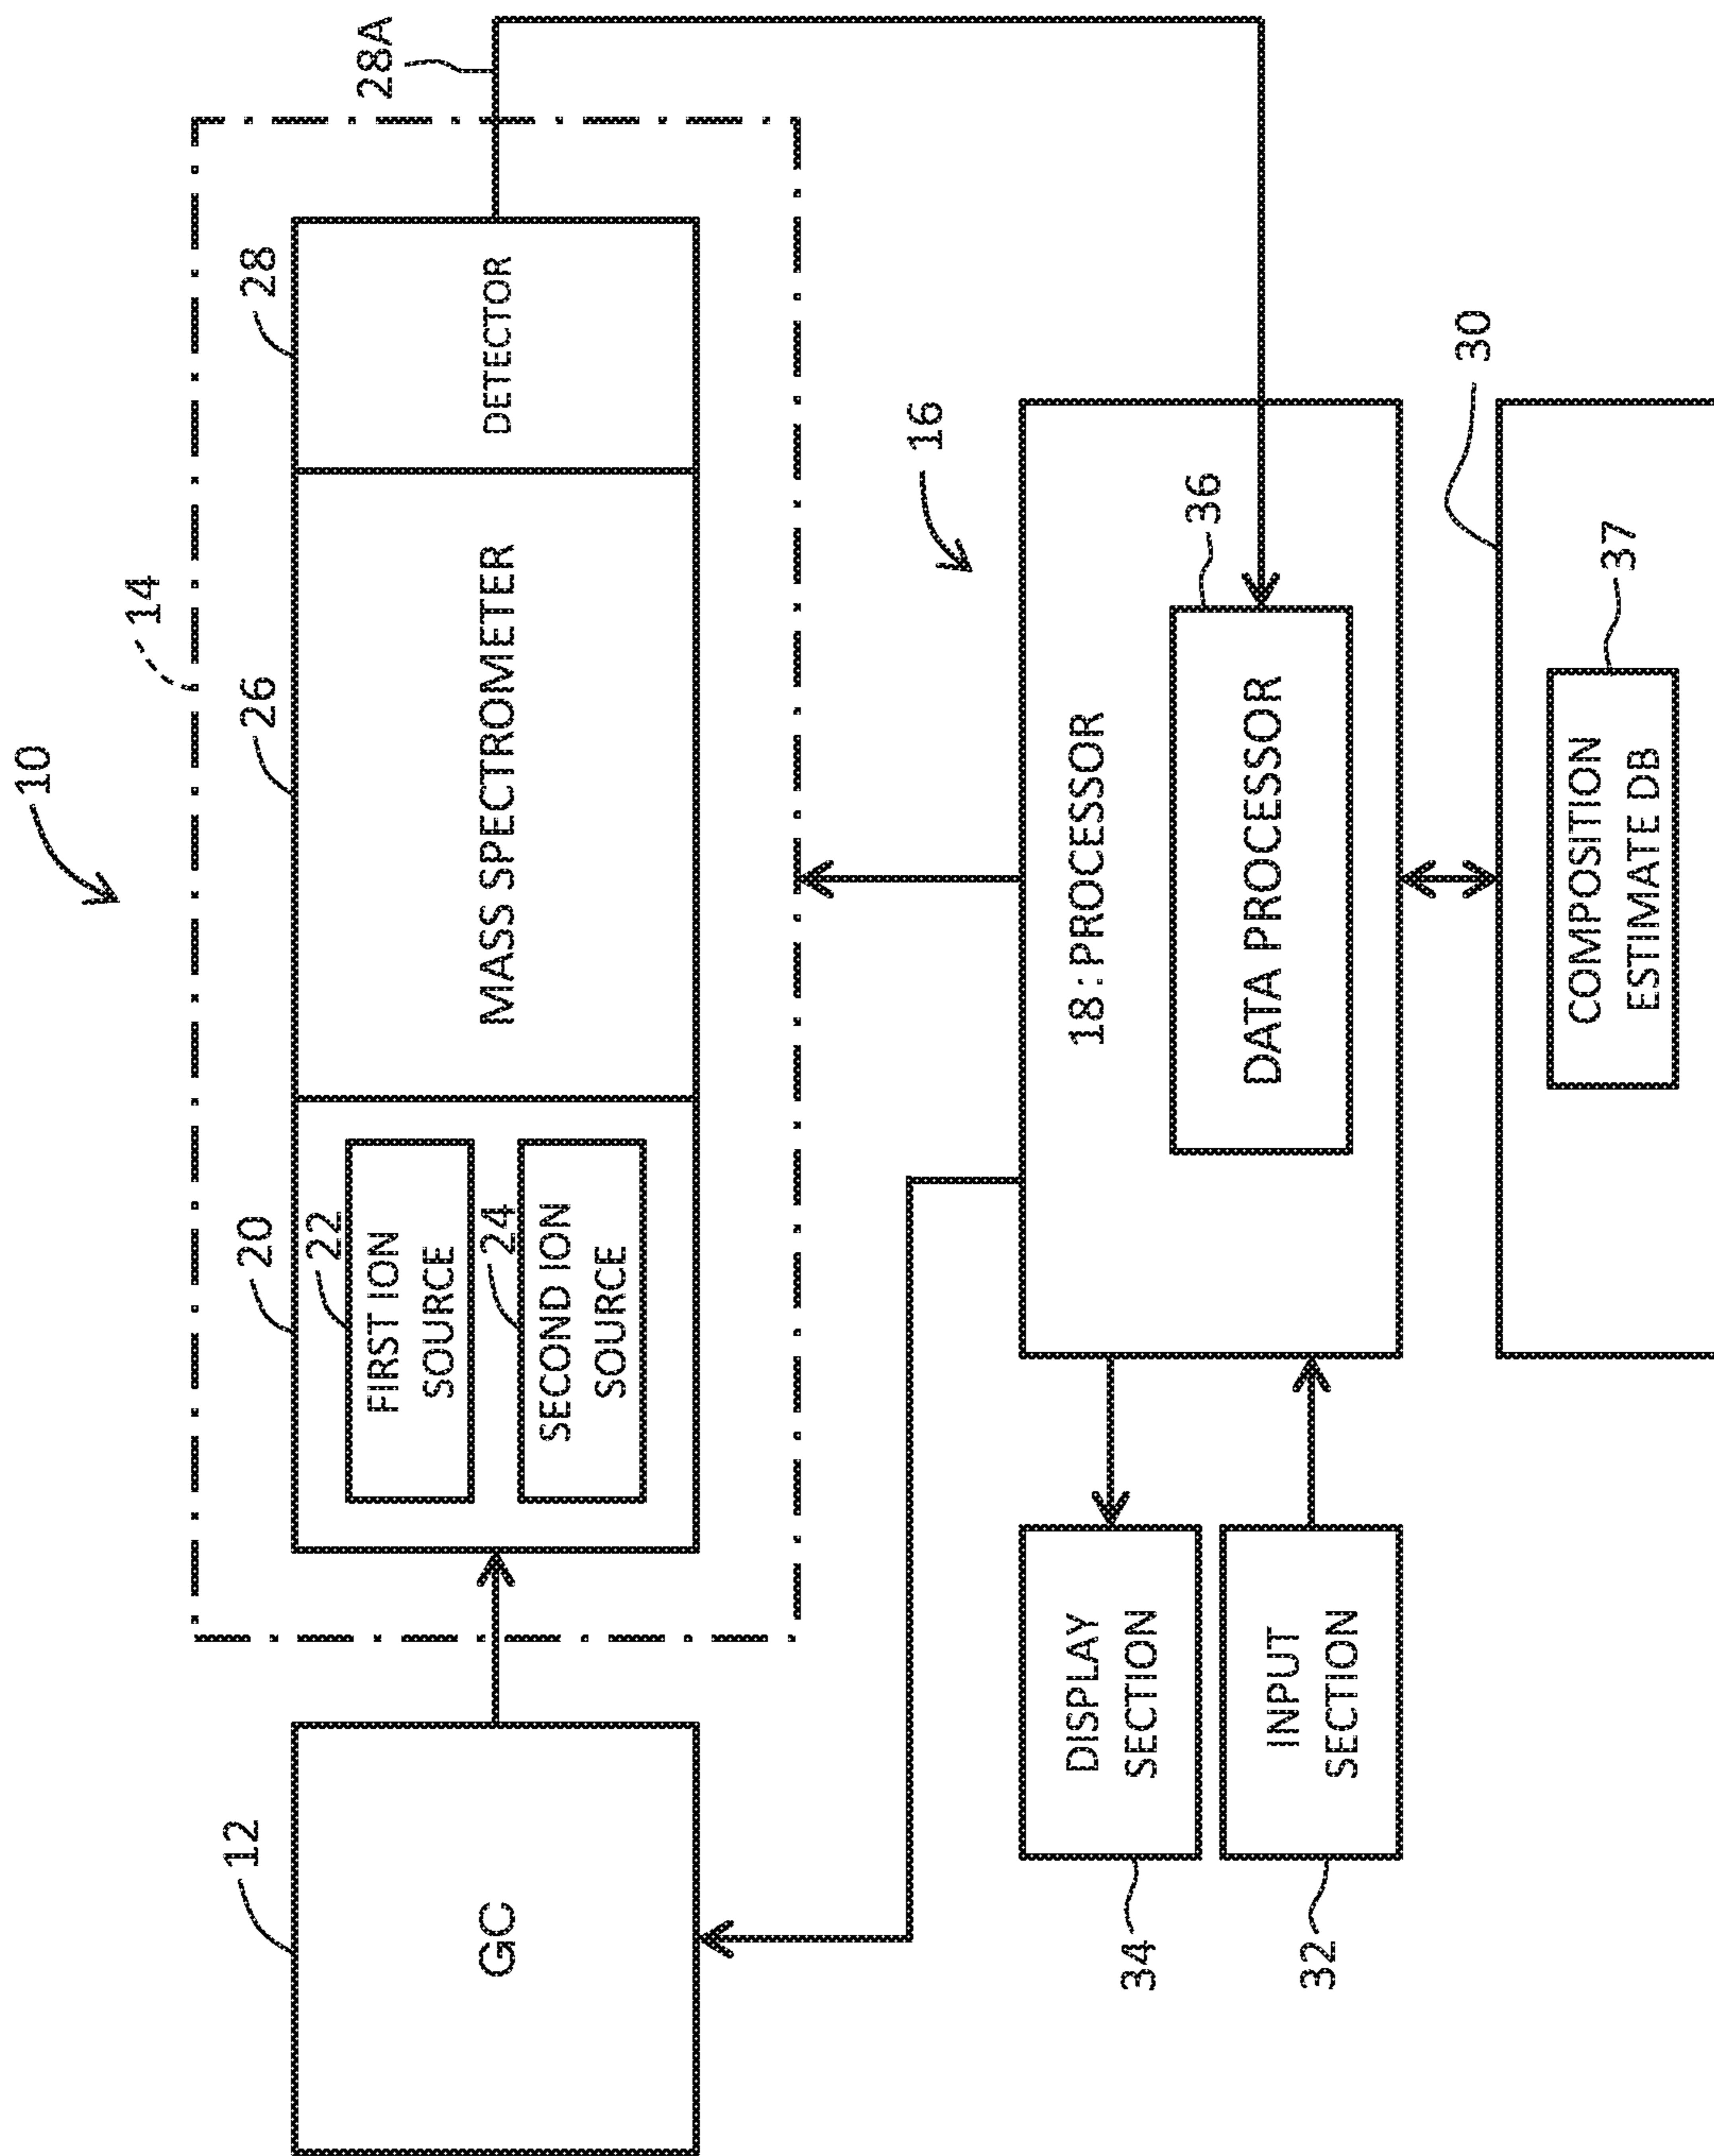 10
14
28A
12
20
26
28
GC
22
FIRST ION
SOURCE
24
SECOND ION
SOURCE
MASS SPECTROMETER
DETECTOR
16
34
DISPLAY
SECTION
32
INPUT
SECTION
18 : PROCESSOR
36
DATA PROCESSOR
30
37
COMPOSITION
ESTIMATE DB